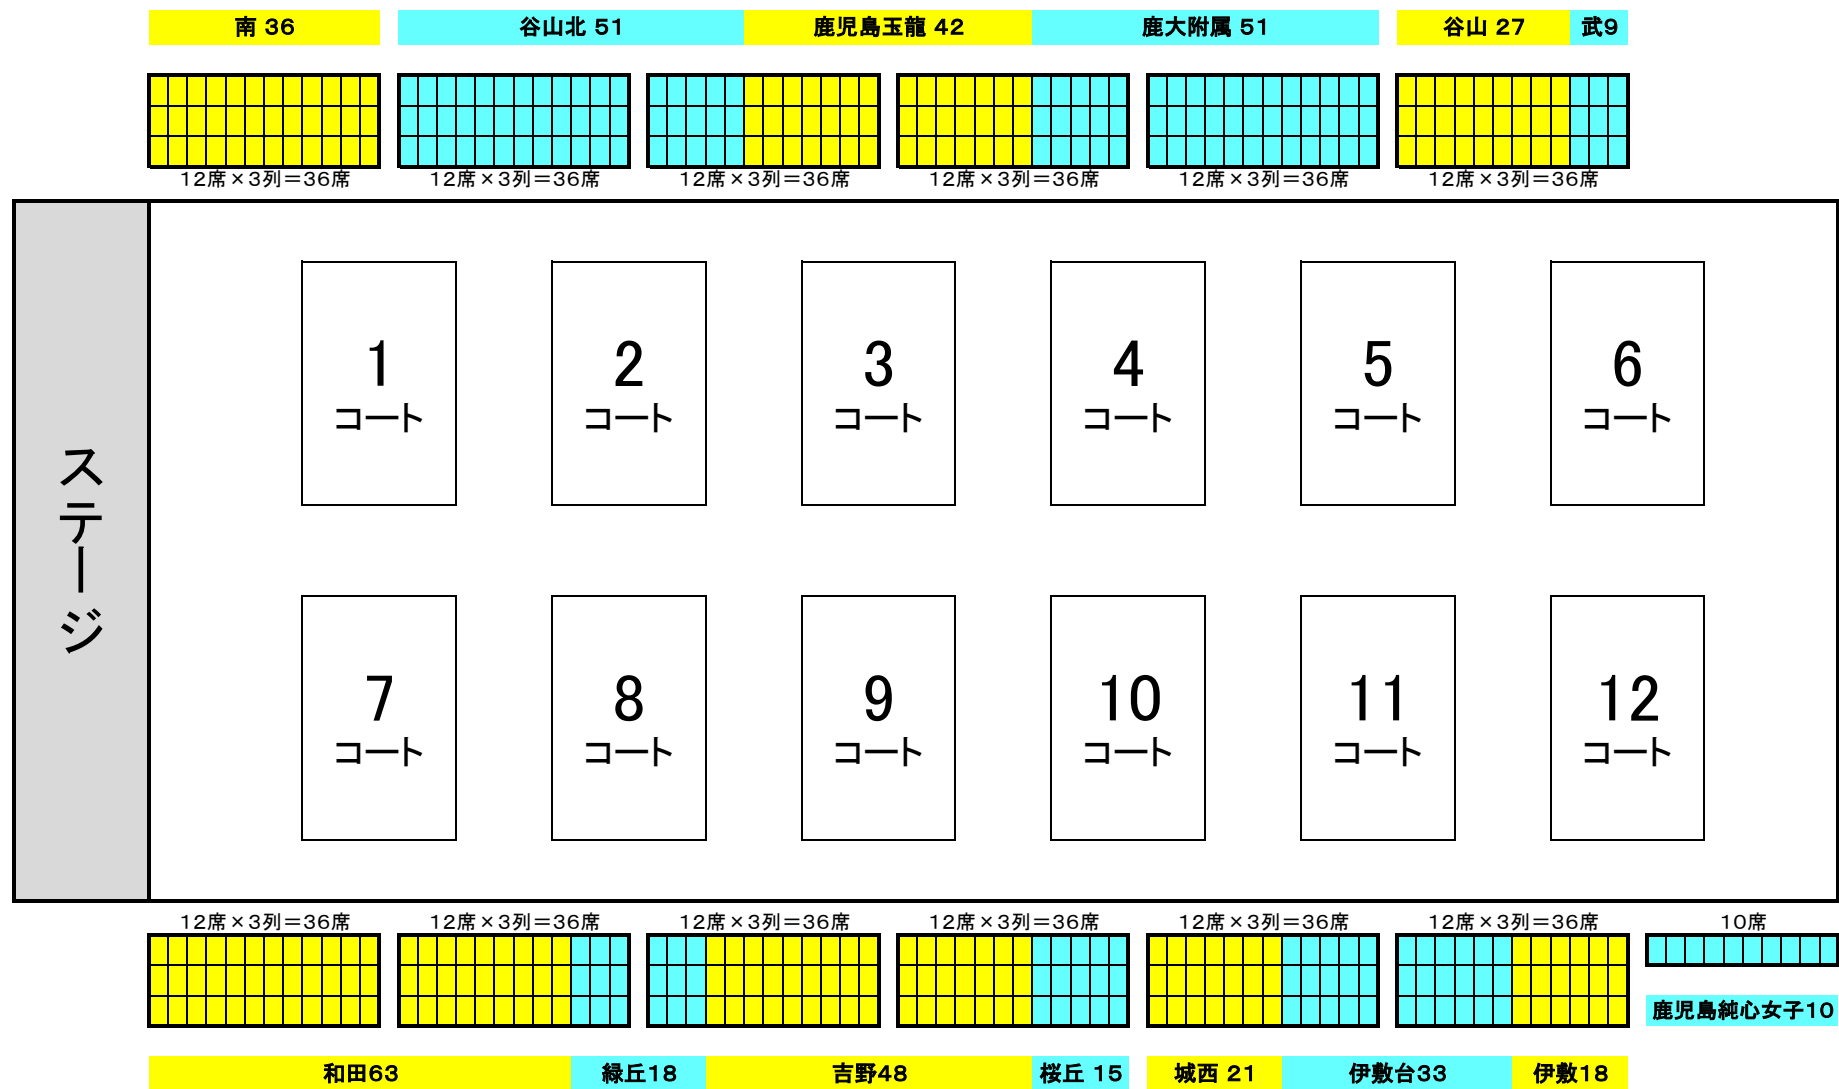 南 36 谷山北 51 鹿児島玉龍 42 鹿大附属 51 谷山 27 武9
12席×3列=36席 12席×3列=36席 12席×3列=36席 12席×3列=36席 12席×3列=36席 12席×3列=36席
ステージ
1 2 3 4 5 6
コート コート コート コート コート コート
7 8 9 10 11 12
コート コート コート コート コート コート
12席×3列=36席 12席×3列=36席 12席×3列=36席 12席×3列=36席 12席×3列=36席 12席×3列=36席 10席
鹿児島純心女子10
和田63 緑丘18 吉野48 桜丘 15 城西 21 伊敷台33 伊敷18